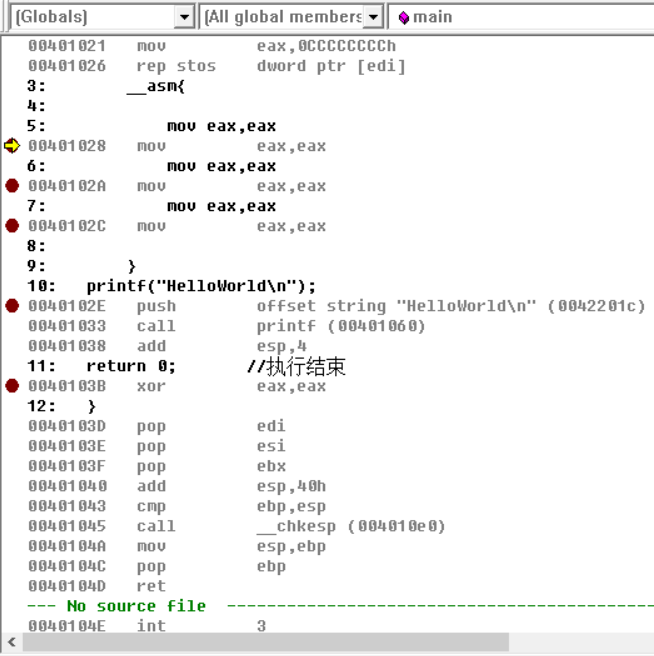 (Globals) (All global members main
00401021 mov eax,0CCCCCCCCh
00401026 rep stos dword ptr [edi]
3: __asm{
4:
5: mov eax,eax
00401028 mov eax,eax
6: mov eax,eax
0040102A mov eax,eax
7: mov eax,eax
0040102C mov eax,eax
8:
9: }
10: printf("HelloWorld\n");
0040102E push offset string "HelloWorld\n" (0042201c)
00401033 call printf (00401060)
00401038 add esp,4
11: return 0; //执行结束
0040103B xor eax,eax
12: }
0040103D pop edi
0040103E pop esi
0040103F pop ebx
00401040 add esp,40h
00401043 cmp ebp,esp
00401045 call __chkesp (004010e0)
0040104A mov esp,ebp
0040104C pop ebp
0040104D ret
--- No source file ---------------------------------------------
0040104E int 3